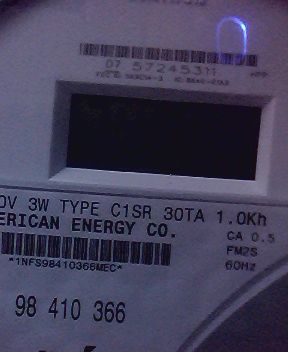 07 57245311
0V 3W TYPE C1SR 30TA 1.0Kh
ERICAN ENERGY CO.
CA 0.5
*1NFS98410366MEC*
FM2S
60Hz
98 410 366